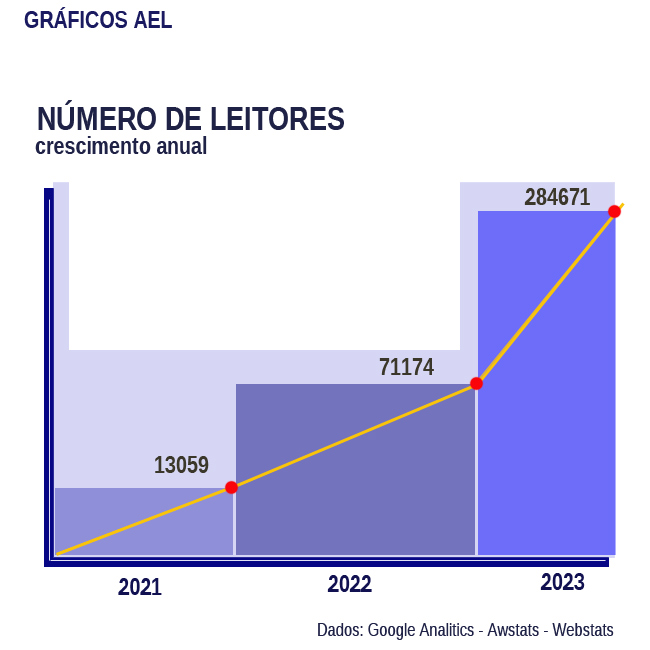 GRÁFICOS AEL
NÚMERO DE LEITORES
crescimento anual
284671
71174
13059
2021
2022
2023
Dados: Google Analitics - Awstats - Webstats